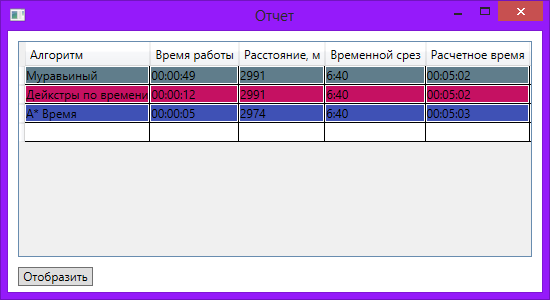 Отчет
Алгоритм Время работы Расстояние, м Временной срез Расчетное время
Муравьиный 00:00:49 2991 6:40 00:05:02
Дейкстры по времени 00:00:12 2991 6:40 00:05:02
А* Время 00:00:05 2974 6:40 00:05:03
Отобразить